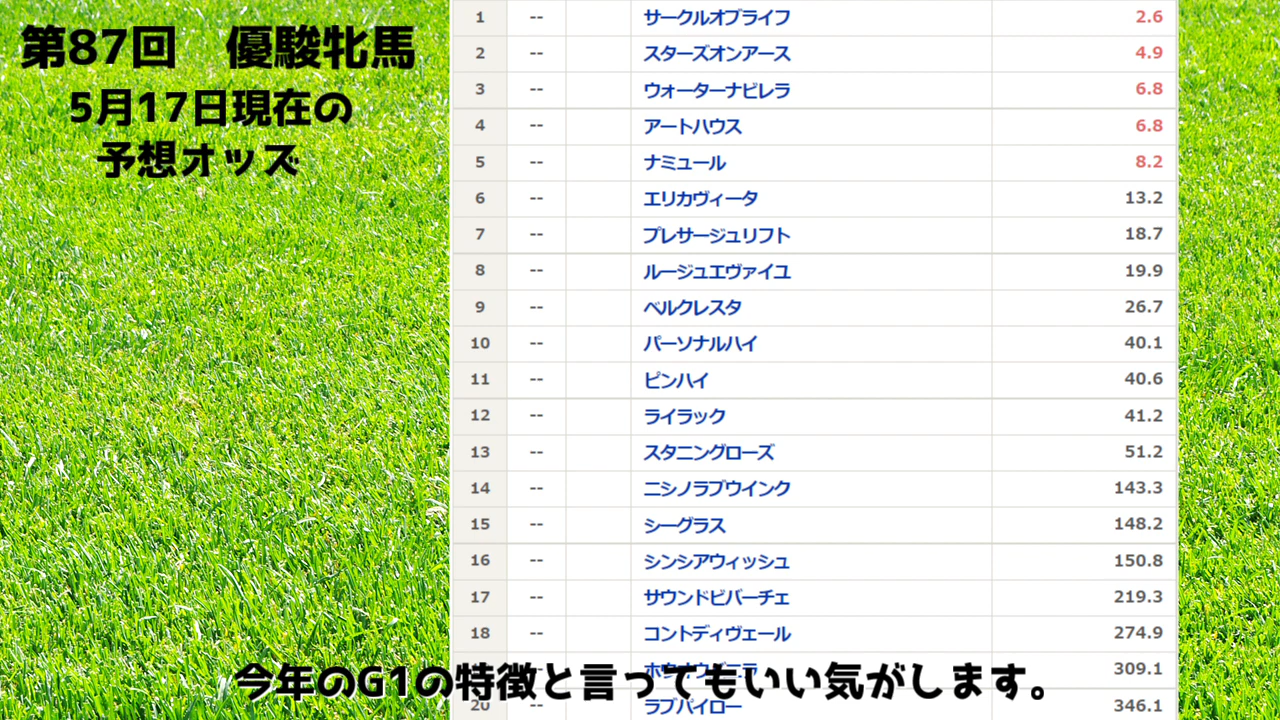 第87回　優駿牝馬
5月17日現在の
予想オッズ
1 -- サークルオブライフ 2.6
2 -- スターズオンアース 4.9
3 -- ウォーターナビレラ 6.8
4 -- アートハウス 6.8
5 -- ナミュール 8.2
6 -- エリカヴィータ 13.2
7 -- プレサージュリフト 18.7
8 -- ルージュエヴァイユ 19.9
9 -- ベルクレスタ 26.7
10 -- パーソナルハイ 40.1
11 -- ピンハイ 40.6
12 -- ライラック 41.2
13 -- スタニングローズ 51.2
14 -- ニシノラブウインク 143.3
15 -- シーグラス 148.2
16 -- シンシアウィッシュ 150.8
17 -- サウンドビバーチェ 219.3
18 -- コントディヴェール 274.9
309.1
今年のG1の特徴と言ってもいい気がします。
20 -- ラブパイロー 346.1